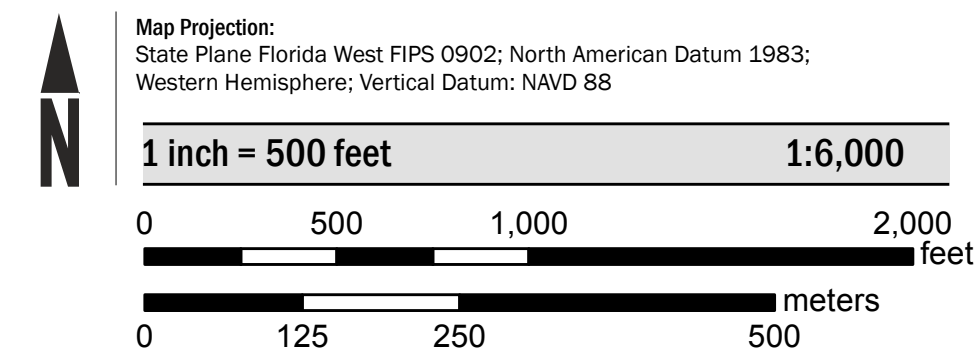 N
Map Projection:
State Plane Florida West FIPS 0902; North American Datum 1983;
Western Hemisphere; Vertical Datum: NAVD 88
1 inch = 500 feet 1:6,000
0 500 1,000 2,000
feet
meters
0 125 250 500